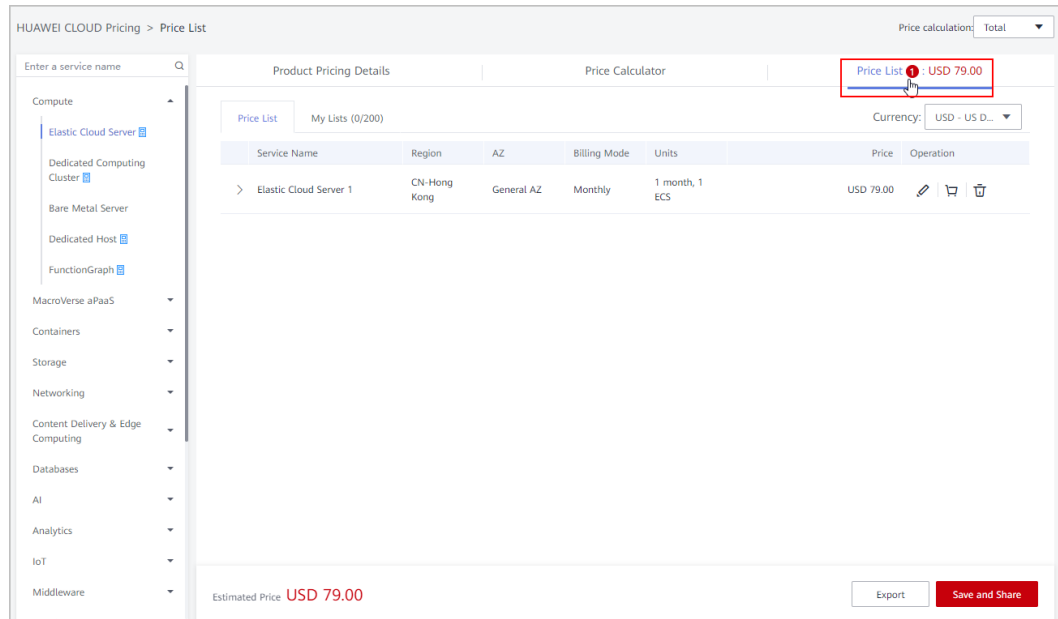 HUAWEI CLOUD Pricing > Price List
Price calculation: Total
Enter a service name
Product Pricing Details
Price Calculator
Price List 1 : USD 79.00
Compute
Elastic Cloud Server
Dedicated Computing
Cluster
Bare Metal Server
Dedicated Host
FunctionGraph
MacroVerse aPaaS
Containers
Storage
Networking
Content Delivery & Edge
Computing
Databases
AI
Analytics
IoT
Middleware
Price List
My Lists (0/200)
Currency: USD - US D...
Service Name Region AZ Billing Mode Units Price Operation
Elastic Cloud Server 1 CN-Hong General AZ Monthly 1 month, 1 USD 79.00
Kong ECS
Estimated Price USD 79.00
Export
Save and Share